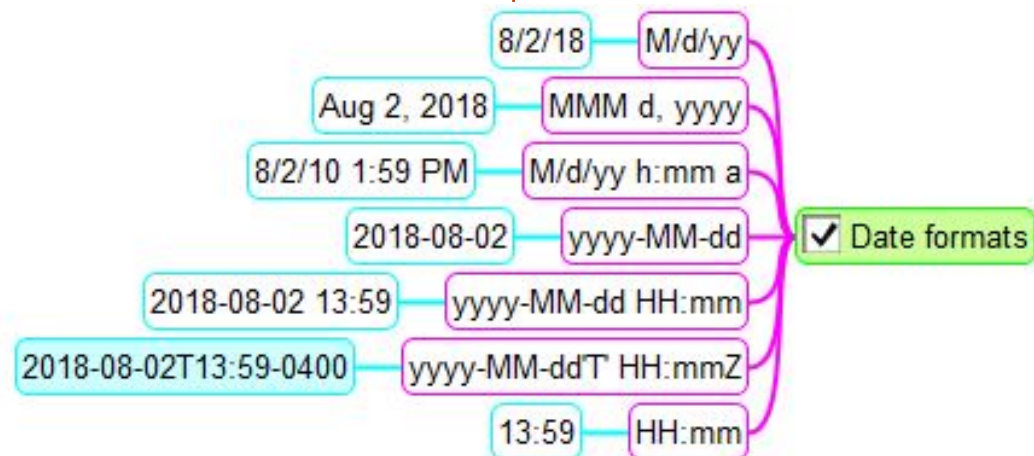 8/2/18 M/d/yy
Aug 2, 2018 MMM d, yyyy
8/2/10 1:59 PM M/d/yy h:mm a
2018-08-02 yyyy-MM-dd
Date formats
2018-08-02 13:59 yyyy-MM-dd HH:mm
2018-08-02T13:59-0400 yyyy-MM-dd'T' HH:mmZ
13:59 HH:mm